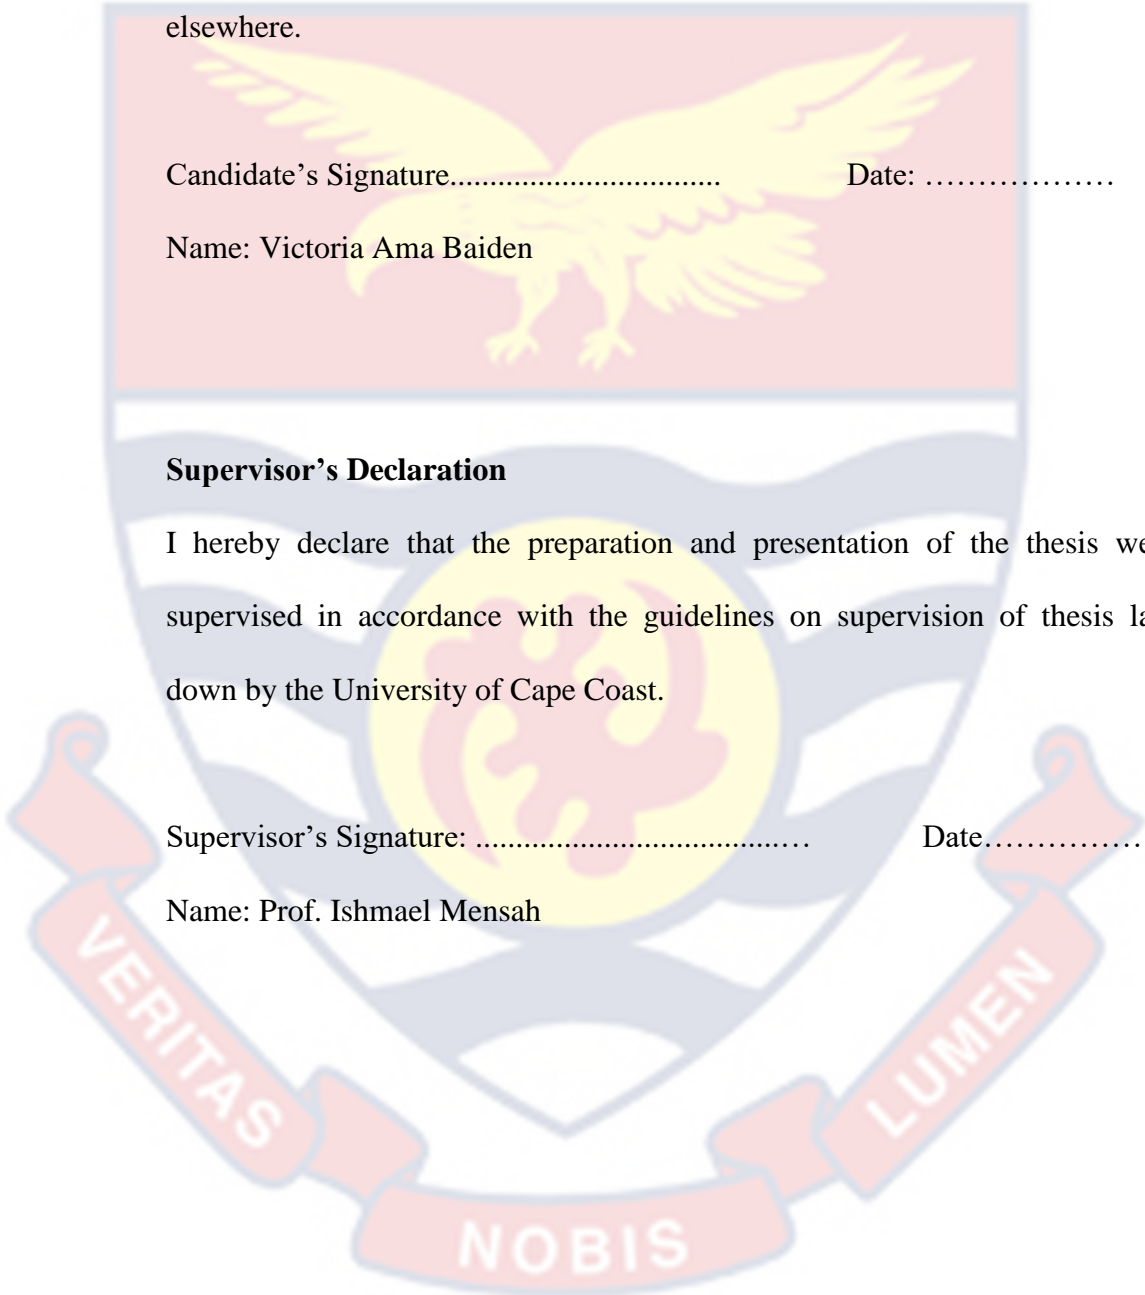 elsewhere.
Candidate’s Signature.................................. Date: ………………
Name: Victoria Ama Baiden
Supervisor’s Declaration
I hereby declare that the preparation and presentation of the thesis we
supervised in accordance with the guidelines on supervision of thesis la
down by the University of Cape Coast.
Supervisor’s Signature: ......................................… Date……………
Name: Prof. Ishmael Mensah
VERITAS
NOBIS
LUMEN